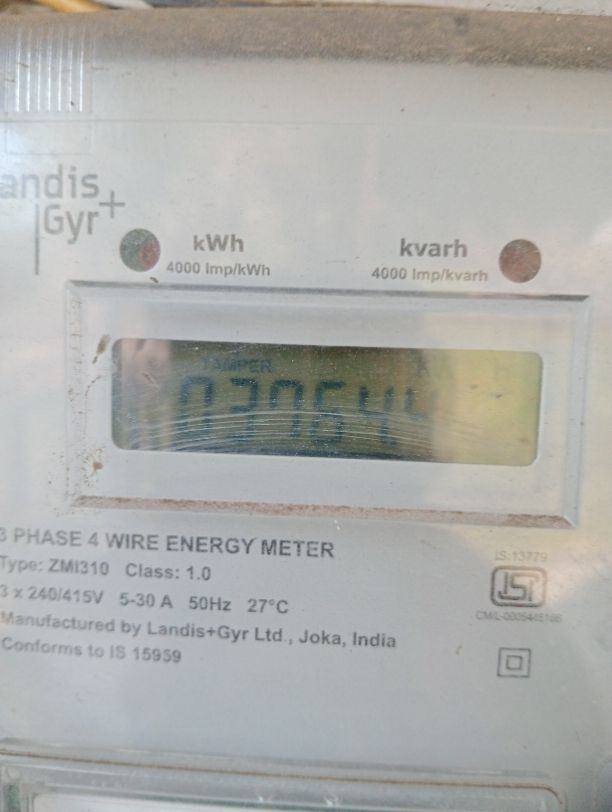 Landis
Gyr+
kWh
4000 Imp/kWh
kvarh
4000 Imp/kvarh
TAMPER
037644
3 PHASE 4 WIRE ENERGY METER
Type: ZMI310 Class: 1.0
3 x 240/415V 5-30 A 50Hz 27°C
Manufactured by Landis+Gyr Ltd., Joka, India
Conforms to IS 15959
IS:13779